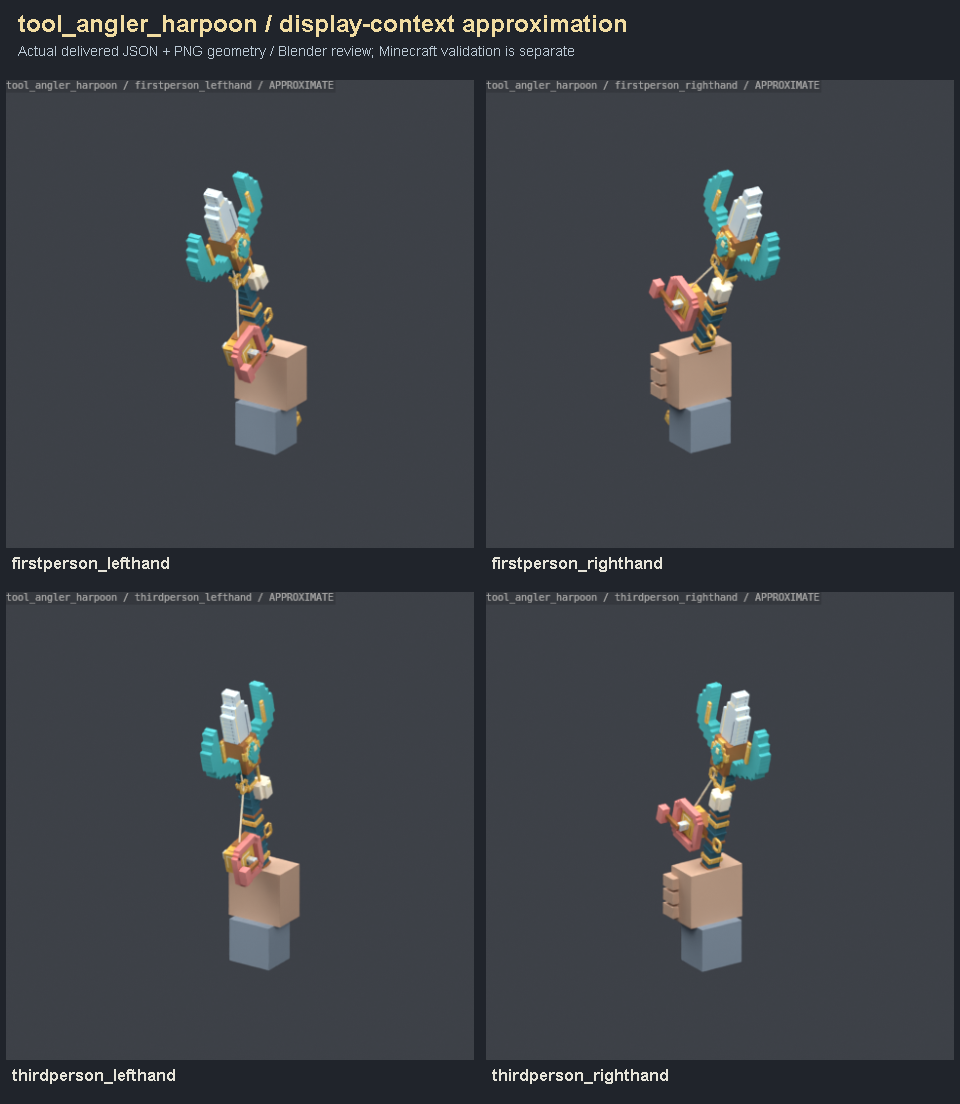 tool_angler_harpoon / display-context approximation
Actual delivered JSON + PNG geometry / Blender review; Minecraft validation is separate
tool_angler_harpoon / firstperson_lefthand / APPROXIMATE
tool_angler_harpoon / firstperson_righthand / APPROXIMATE
firstperson_lefthand
firstperson_righthand
tool_angler_harpoon / thirdperson_lefthand / APPROXIMATE
tool_angler_harpoon / thirdperson_righthand / APPROXIMATE
thirdperson_lefthand
thirdperson_righthand